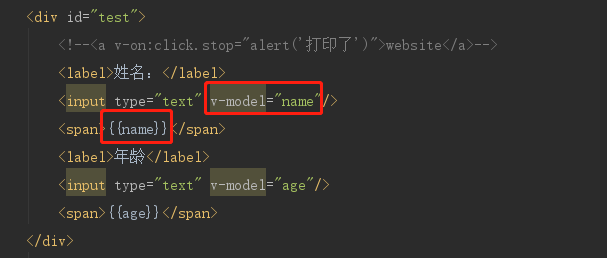 <div id="test">
<!--<a v-on:click.stop="alert('打印了')">website</a>-->
<label>姓名：</label>
<input type="text" v-model="name"/>
<span>{{name}}</span>
<label>年龄</label>
<input type="text" v-model="age"/>
<span>{{age}}</span>
</div>